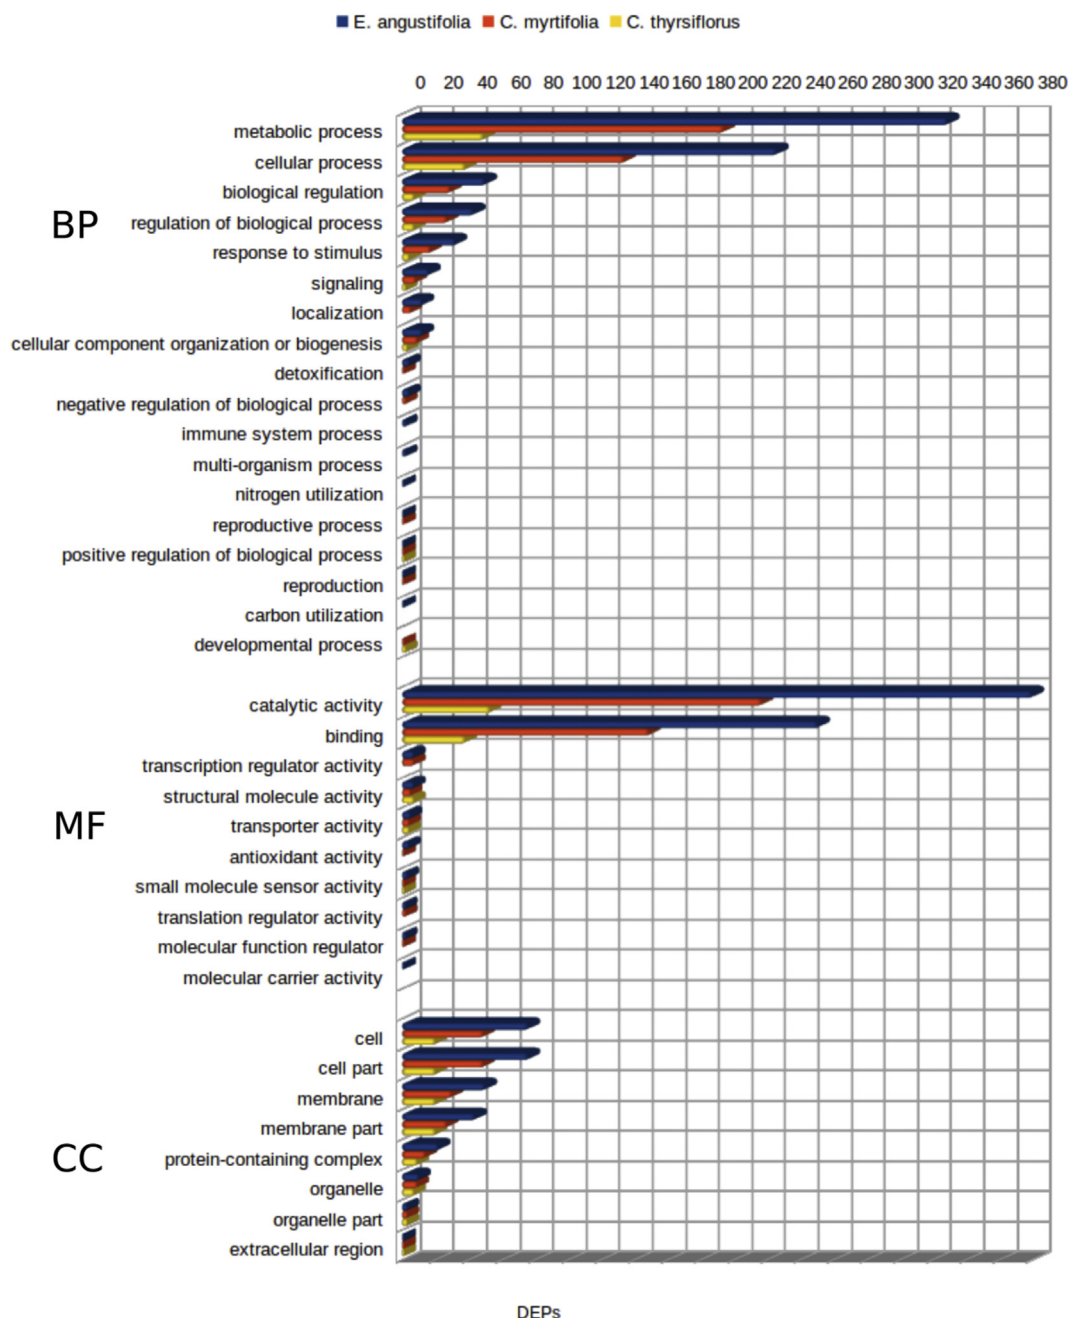 E. angustifolia C. myrtifolia C. thyrsiflorus
0 20 40 60 80 100 120 140 160 180 200 220 240 260 280 300 320 340 360 380
metabolic process
cellular process
biological regulation
BP
regulation of biological process
response to stimulus
signaling
localization
cellular component organization or biogenesis
detoxification
negative regulation of biological process
immune system process
multi-organism process
nitrogen utilization
reproductive process
positive regulation of biological process
reproduction
carbon utilization
developmental process
catalytic activity
binding
transcription regulator activity
structural molecule activity
MF
transporter activity
antioxidant activity
small molecule sensor activity
translation regulator activity
molecular function regulator
molecular carrier activity
cell
cell part
membrane
membrane part
CC
protein-containing complex
organelle
organelle part
extracellular region
DEPs